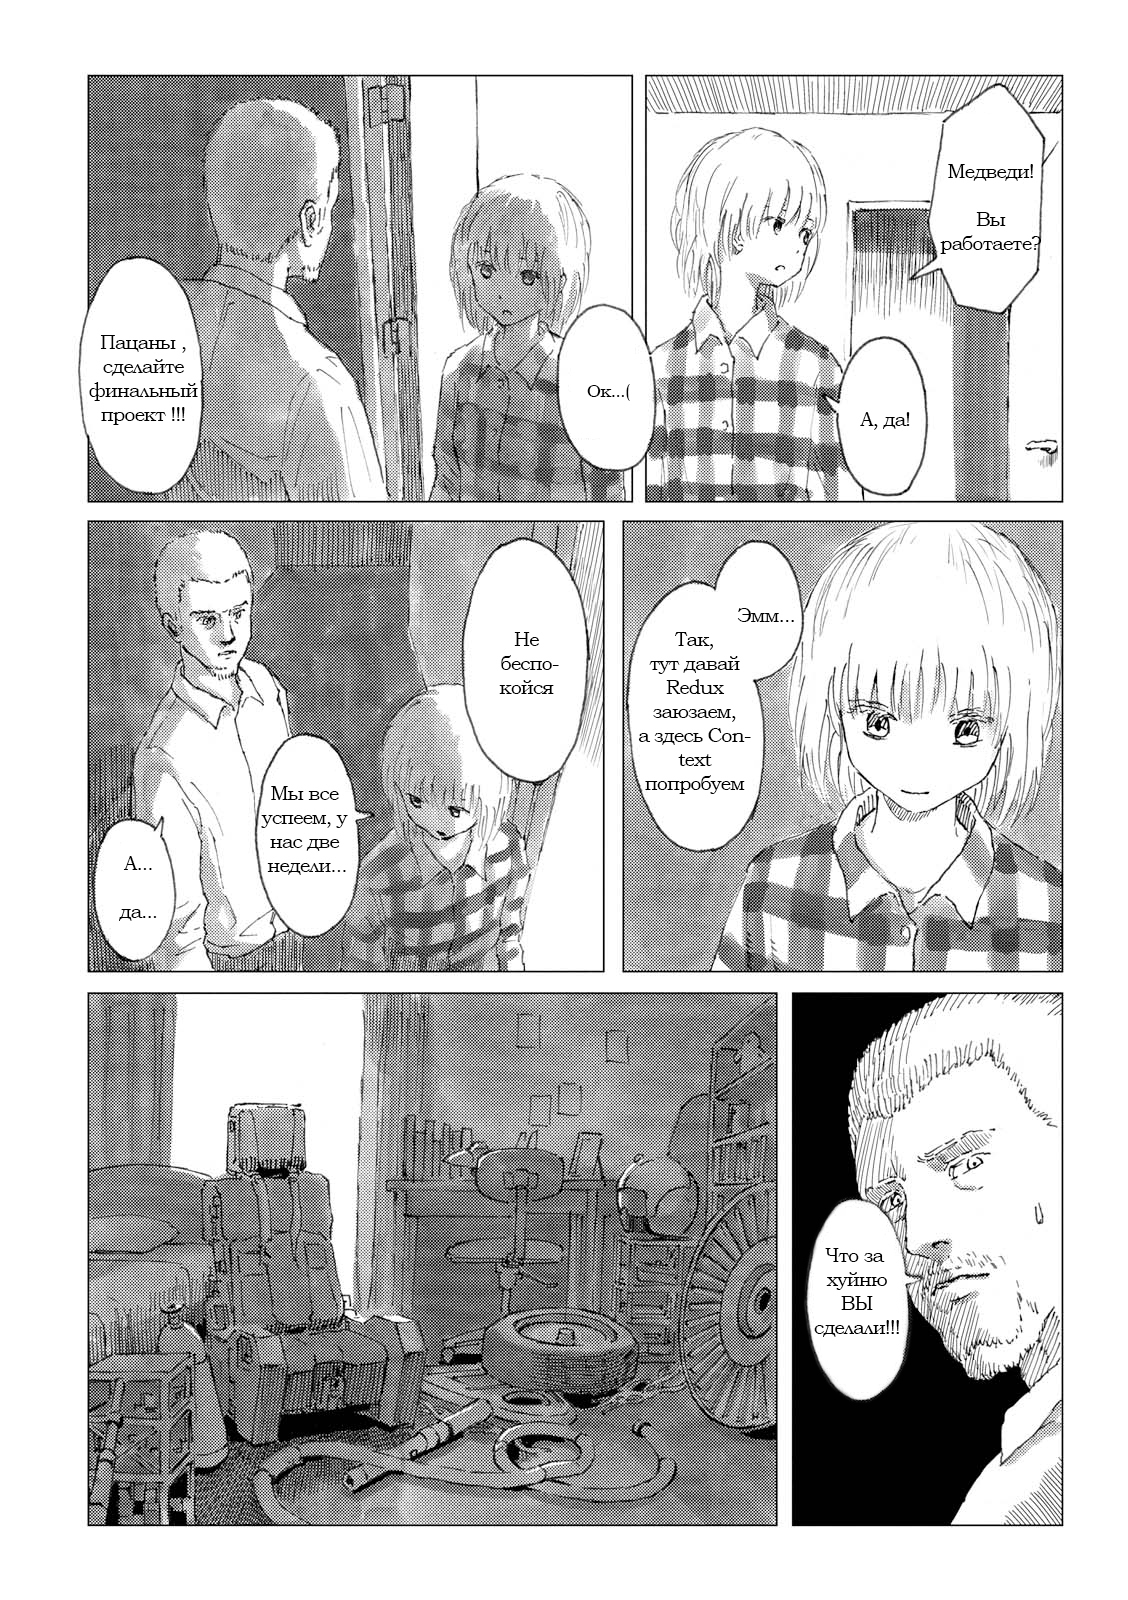 Пацаны ,
сделайте
финальный
проект !!!
Ок...(
Медведи!
Вы
работаете?
А, да!
Не
беспо-
койся
Мы все
успеем, у
нас две
недели...
А...
да...
Эмм...
Так,
тут давай
Redux
заюзаем,
а здесь Con-
text
попробуем
Что за
хуйню
ВЫ
сделали!!!